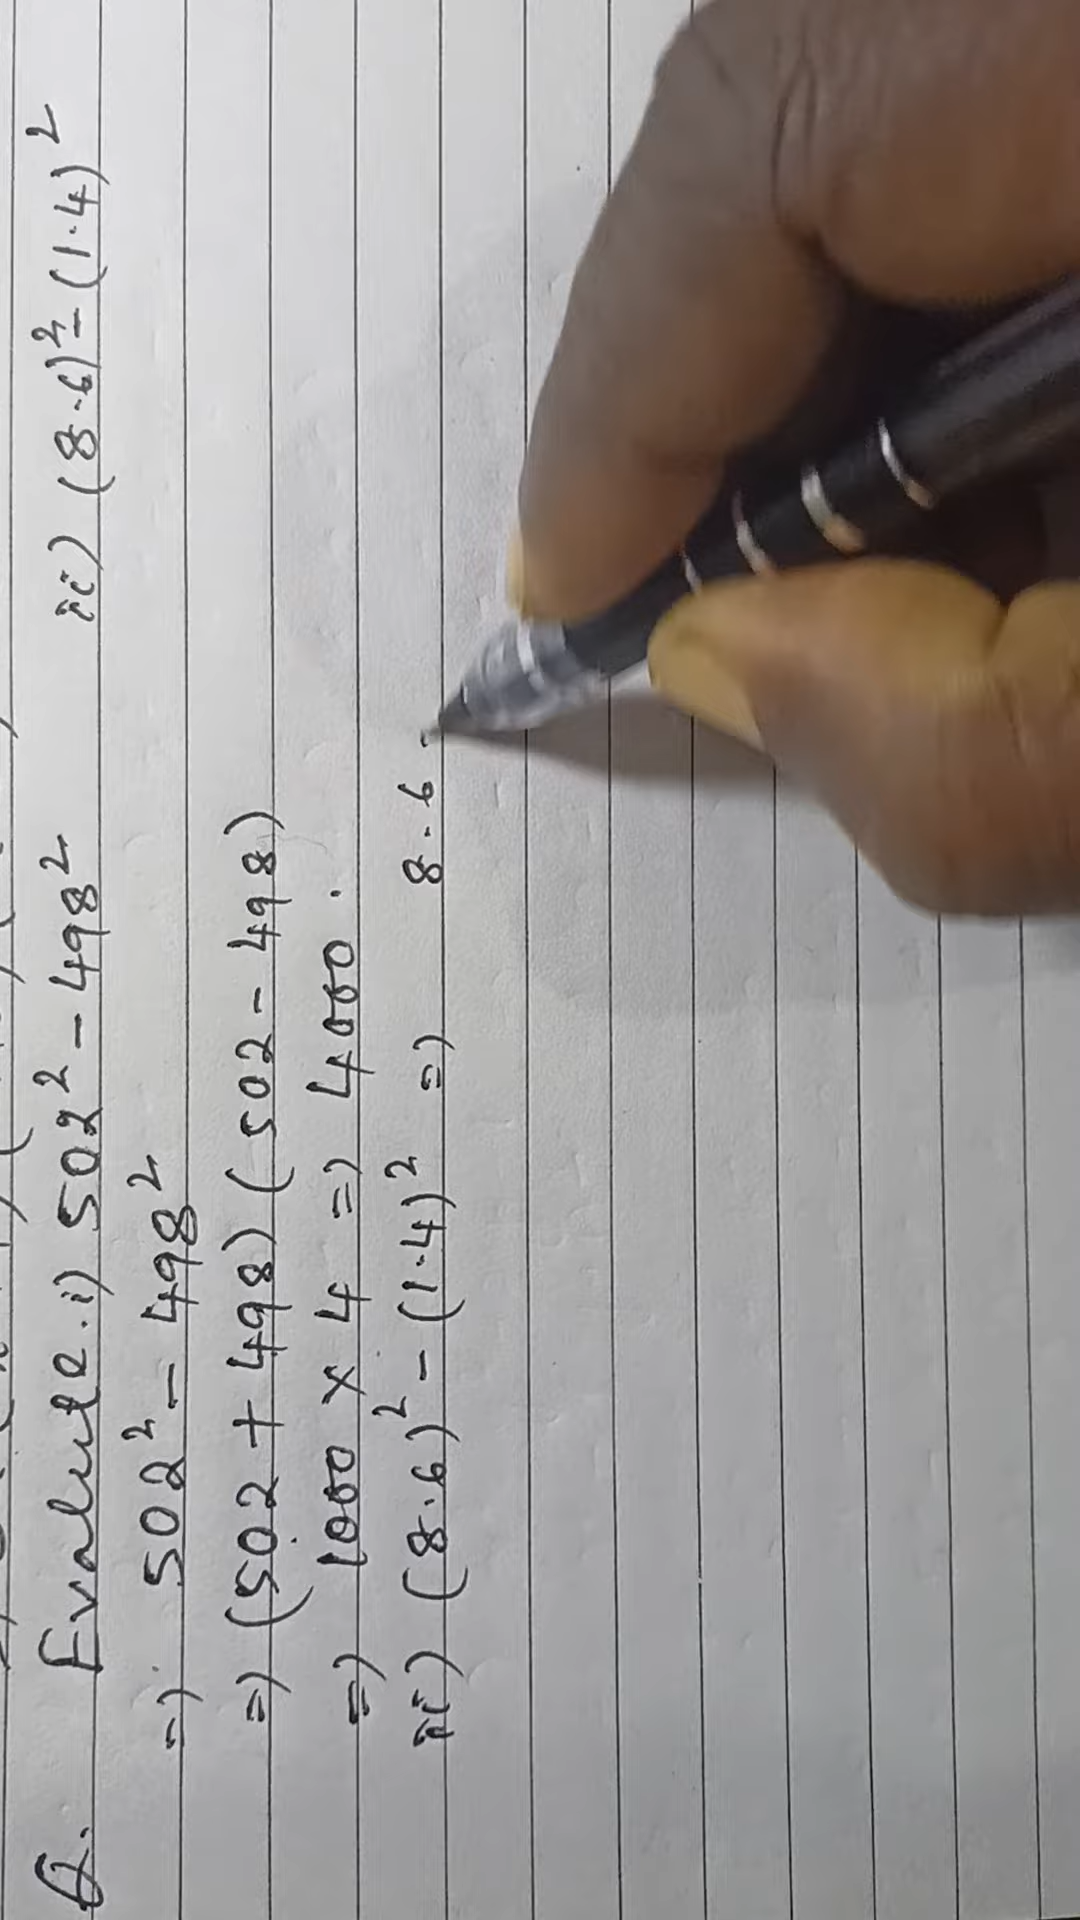 Q. Evalute. i) 502² - 498² ii) (8.6)² - (1.4)²
=) 502² - 498²
=) (502 + 498) (502 - 498)
=) 1000 × 4 =) 4000.
ii) (8.6)² - (1.4)² =) 8.6 -